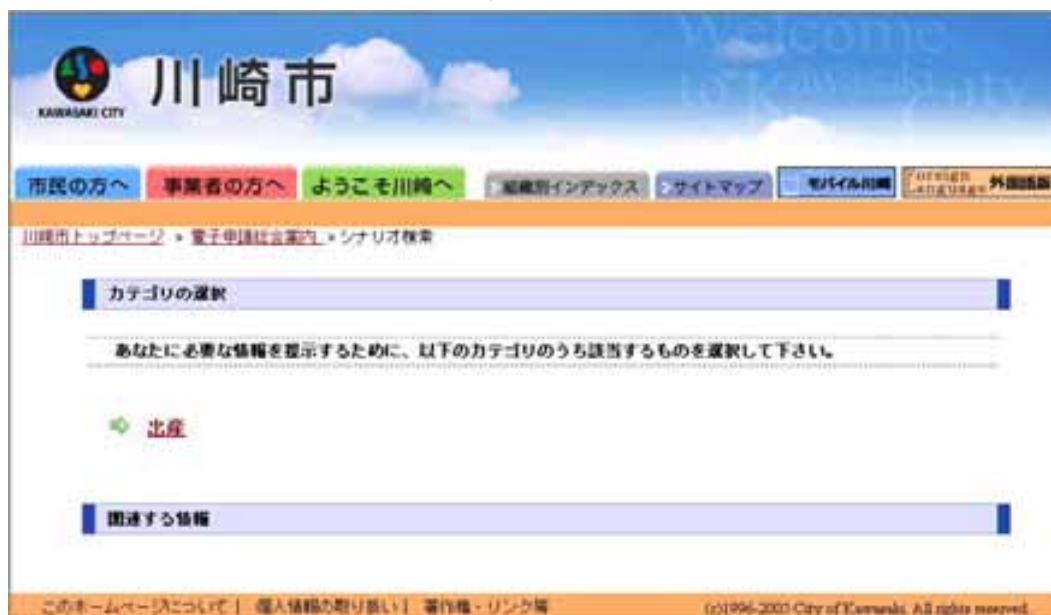 Welcome
to Kawasaki City
川崎市
KAWASAKI CITY
市民の方へ 事業者の方へ ようこそ川崎へ 組織別インデックス サイトマップ モバイル川崎 Foreign Language 外国語版
川崎市トップページ » 電子申請総合案内 » シナリオ検索
カテゴリの選択
あなたに必要な情報を提示するために、以下のカテゴリのうち該当するものを選択して下さい。
出産
関連する情報
このホームページについて | 個人情報の取り扱い | 著作権・リンク等 (c)1996-2003 City of Kawasaki. All rights reserved.